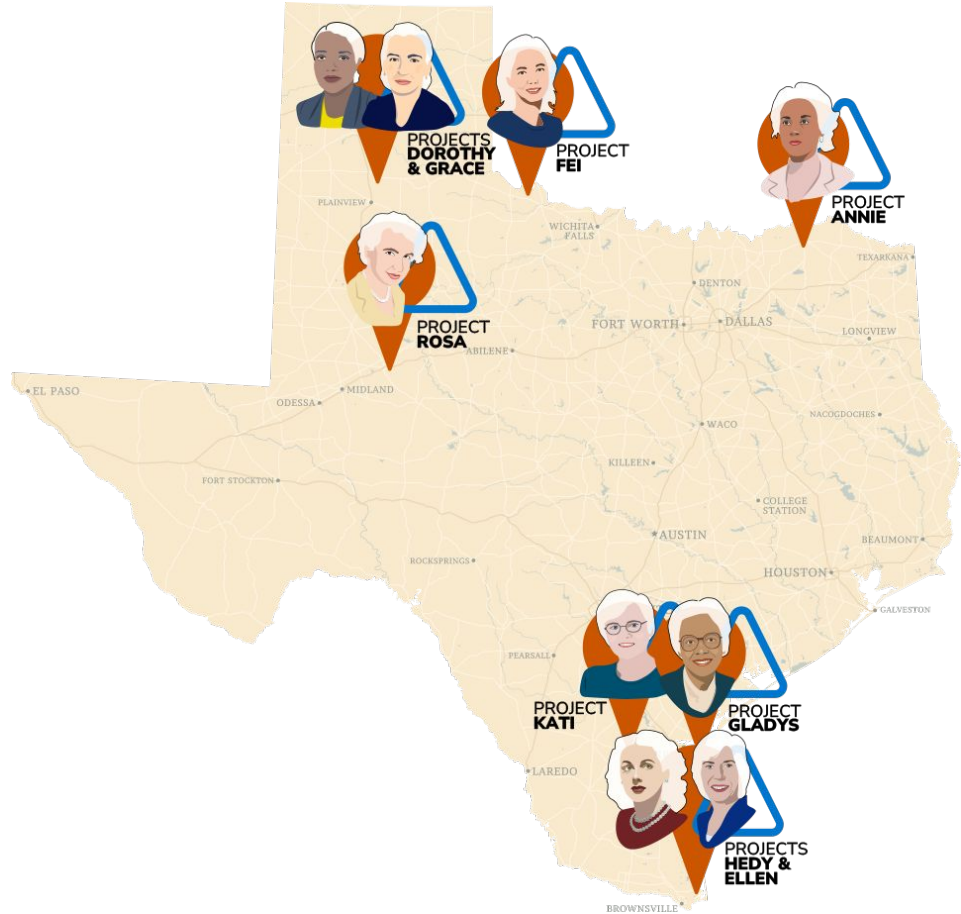 PROJECTS
DOROTHY
& GRACE
PROJECT
FEI
PROJECT
ANNIE
PLAINVIEW
WICHITA
FALLS
TEXARKANA
DENTON
PROJECT
ROSA
FORT WORTH
DALLAS
LONGVIEW
ABILENE
EL PASO
MIDLAND
ODESSA
NACOGDOCHES
WACO
KILLEEN
FORT STOCKTON
COLLEGE
STATION
AUSTIN
BEAUMONT
ROCKSPRINGS
HOUSTON
GALVESTON
PEARSALL
PROJECT
KATI
PROJECT
GLADYS
LAREDO
PROJECTS
HEDY &
ELLEN
BROWNSVILLE